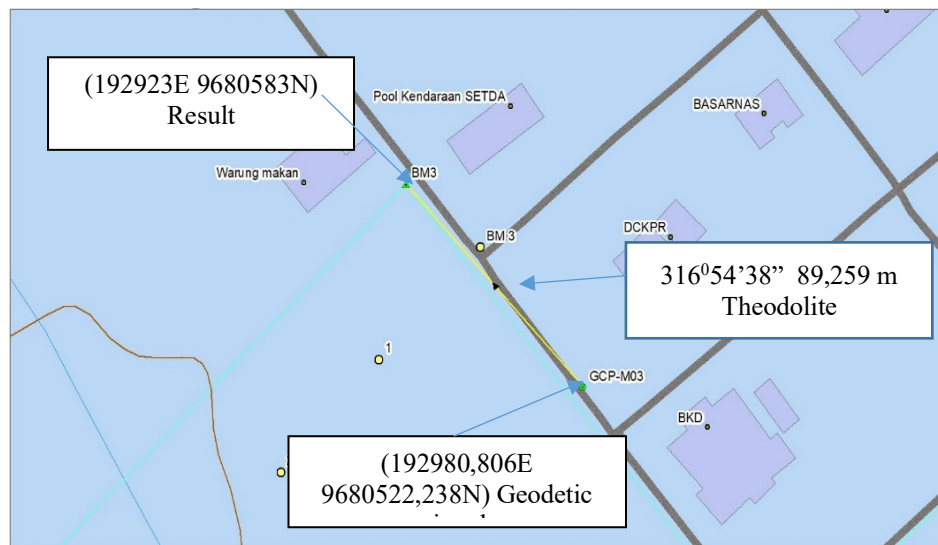 (192923E 9680583N)
Result
Pool Kendaraan SETDA
BASARNAS
Warung makan
BM3
BM 3
DCKPR
316⁰54’38” 89,259 m
Theodolite
1
GCP-M03
BKD
(192980,806E
9680522,238N) Geodetic